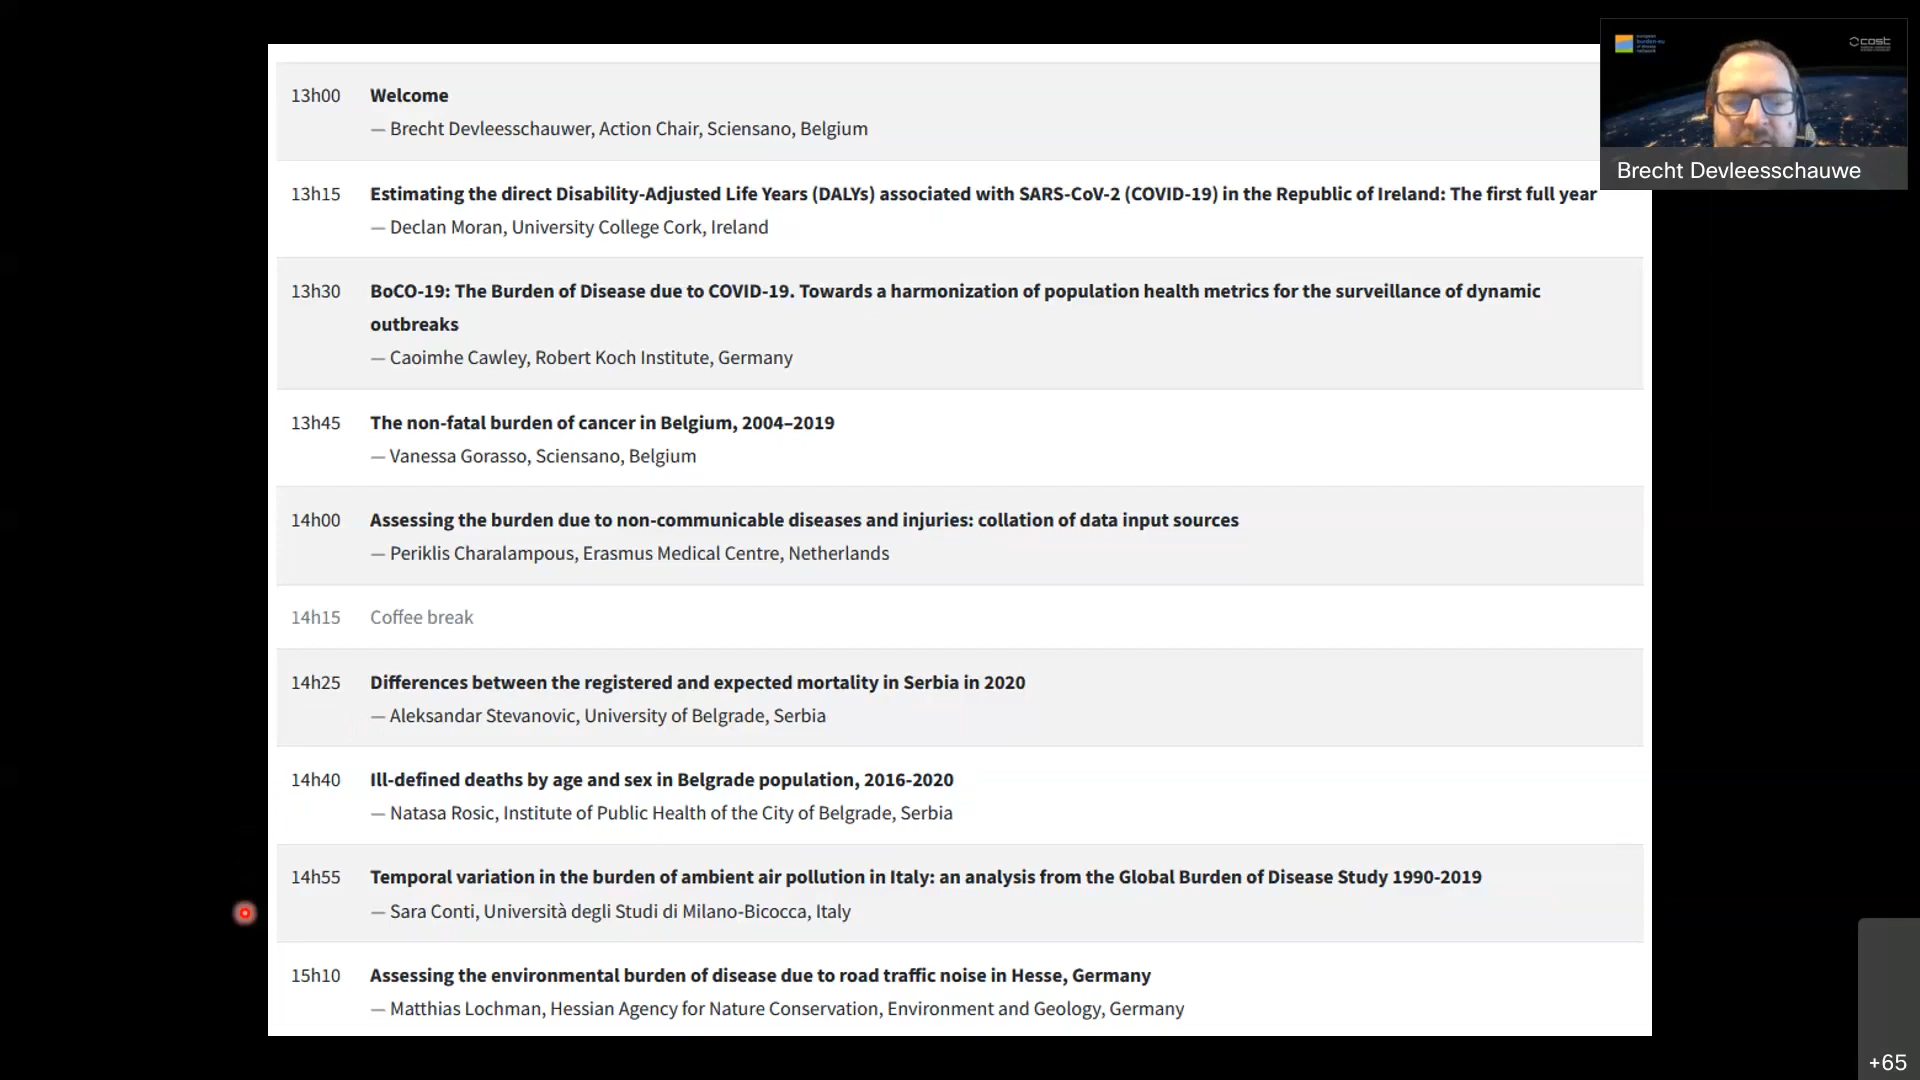 13h00 Welcome
— Brecht Devleesschauwer, Action Chair, Sciensano, Belgium
13h15 Estimating the direct Disability-Adjusted Life Years (DALYs) associated with SARS-CoV-2 (COVID-19) in the Republic of Ireland: The first full year
— Declan Moran, University College Cork, Ireland
13h30 BoCO-19: The Burden of Disease due to COVID-19. Towards a harmonization of population health metrics for the surveillance of dynamic
outbreaks
— Caoimhe Cawley, Robert Koch Institute, Germany
13h45 The non-fatal burden of cancer in Belgium, 2004–2019
— Vanessa Gorasso, Sciensano, Belgium
14h00 Assessing the burden due to non-communicable diseases and injuries: collation of data input sources
— Periklis Charalampous, Erasmus Medical Centre, Netherlands
14h15 Coffee break
14h25 Differences between the registered and expected mortality in Serbia in 2020
— Aleksandar Stevanovic, University of Belgrade, Serbia
14h40 Ill-defined deaths by age and sex in Belgrade population, 2016-2020
— Natasa Rosic, Institute of Public Health of the City of Belgrade, Serbia
14h55 Temporal variation in the burden of ambient air pollution in Italy: an analysis from the Global Burden of Disease Study 1990-2019
— Sara Conti, Università degli Studi di Milano-Bicocca, Italy
15h10 Assessing the environmental burden of disease due to road traffic noise in Hesse, Germany
— Matthias Lochman, Hessian Agency for Nature Conservation, Environment and Geology, Germany
european
burden-eu
of disease
network
cost
Brecht Devleesschauwe
+65